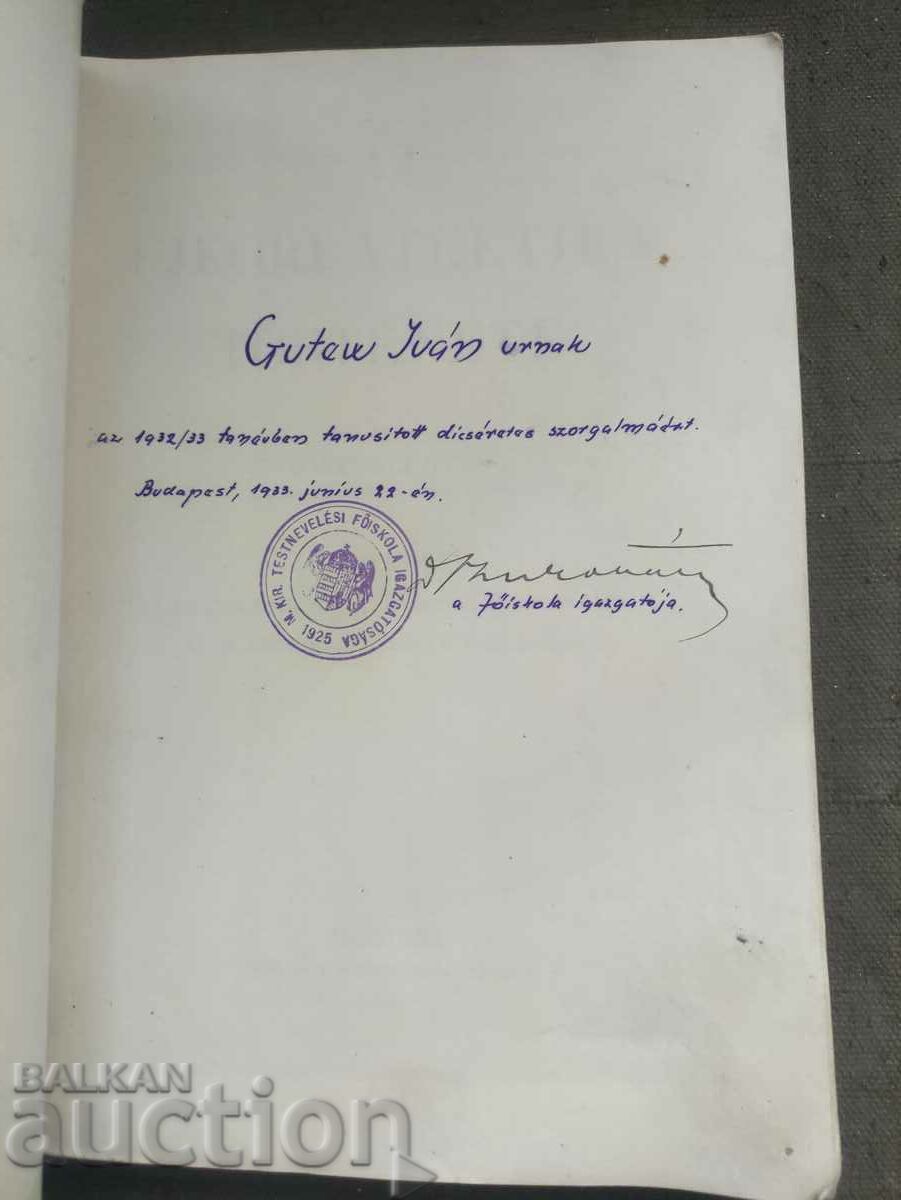 Gutew Iván urnak
az 1932/33 tanévben tanusitott dicséretes szorgalmáért.
Budapest, 1933. június 22-én.
M. KIR. TESTNEVELÉSI FŐISKOLA IGAZGATÓSÁGA
1925
a Főiskola igazgatója.
BALKAN
auction